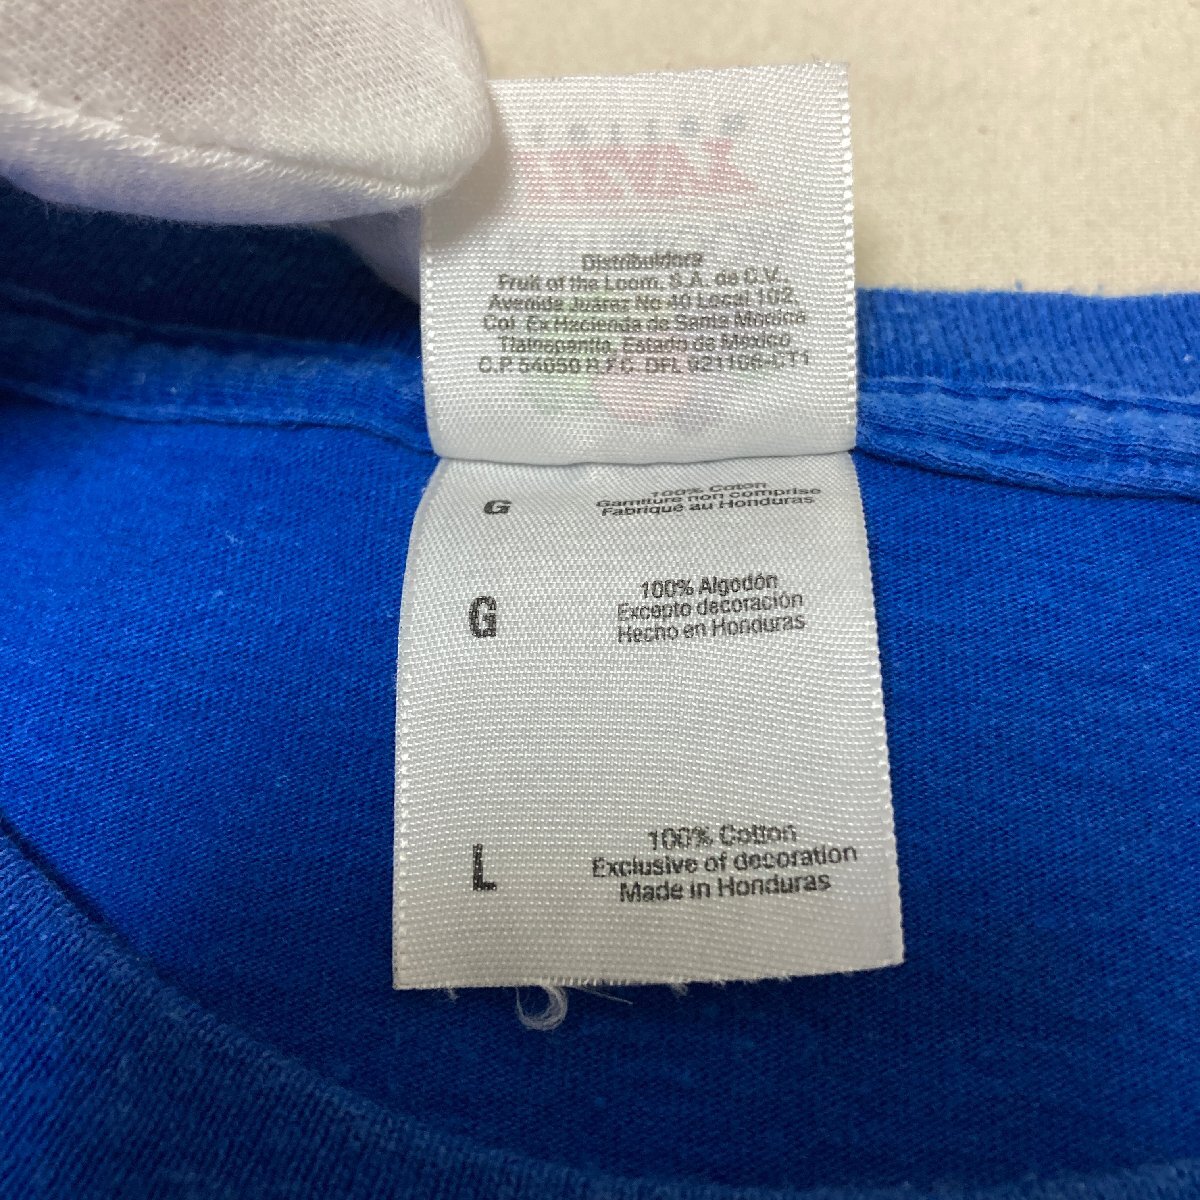 Distribuidora
Fruit of the Loom, S.A. de C.V.,
Avenida Juárez No 40 Local 102,
Col. Ex Hacienda de Santa Monica
Tlalnepantla, Estado de Mexico
C.P. 54050 R.F.C. DFL 921106-CT1
100% Coton
G Garniture non comprise
Fabriqué au Honduras
100% Algodón
G Excepto decoración
Hecho en Honduras
100% Cotton
L Exclusive of decoration
Made in Honduras